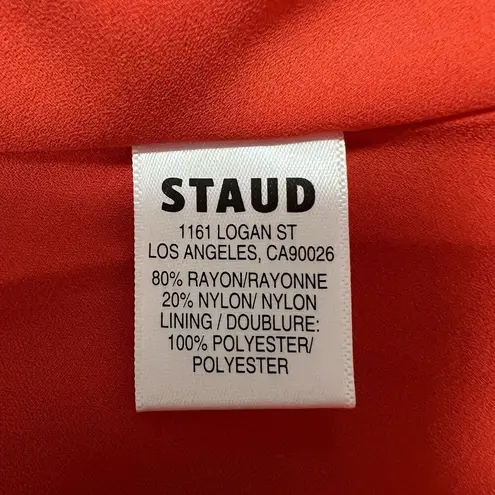 STAUD
1161 LOGAN ST
LOS ANGELES, CA90026
80% RAYON/RAYONNE
20% NYLON/ NYLON
LINING / DOUBLURE:
100% POLYESTER/
POLYESTER